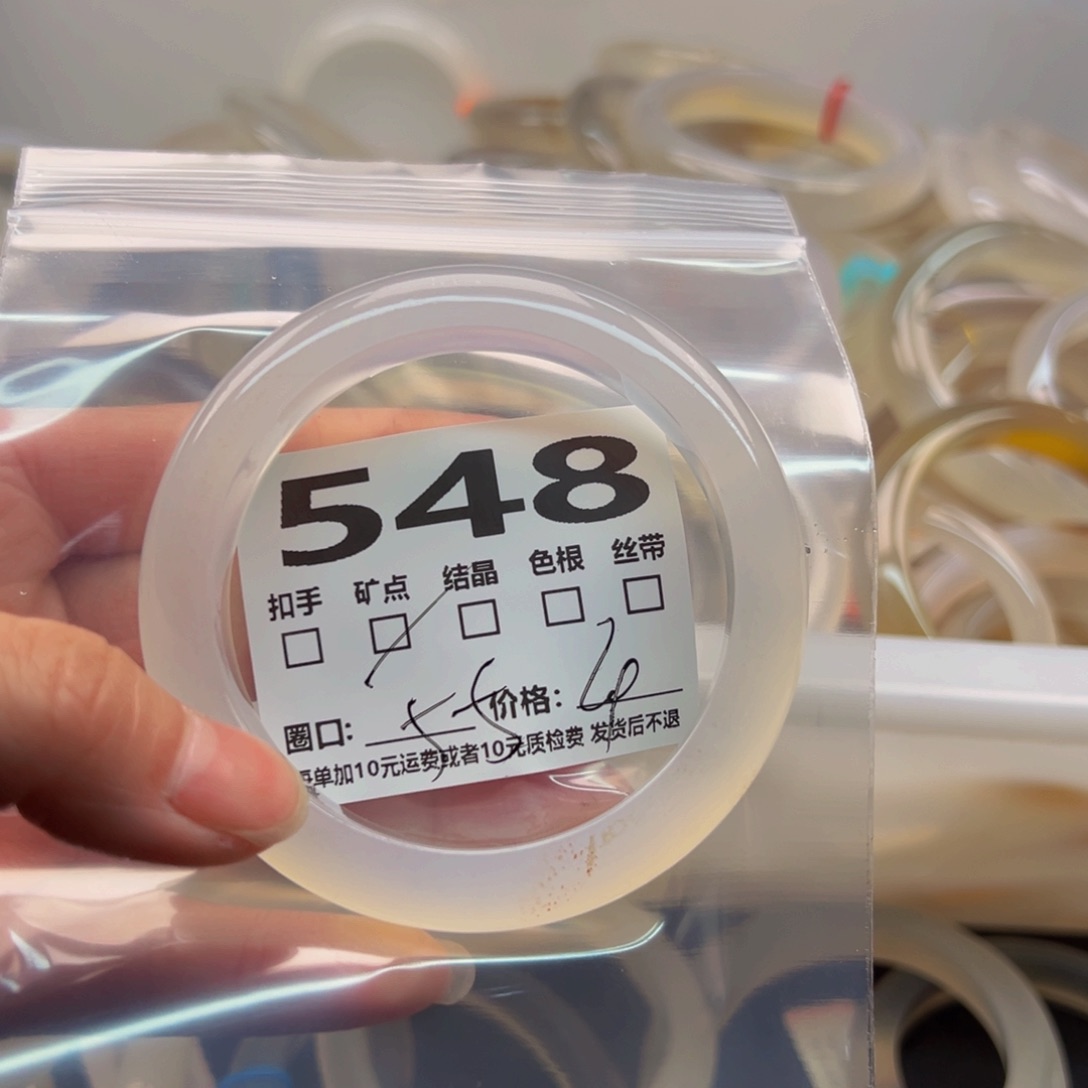 548
扣手 矿点 结晶 色根 丝带
圈口: 55 价格:
单加10元运费或者10元质检费 发货后不退